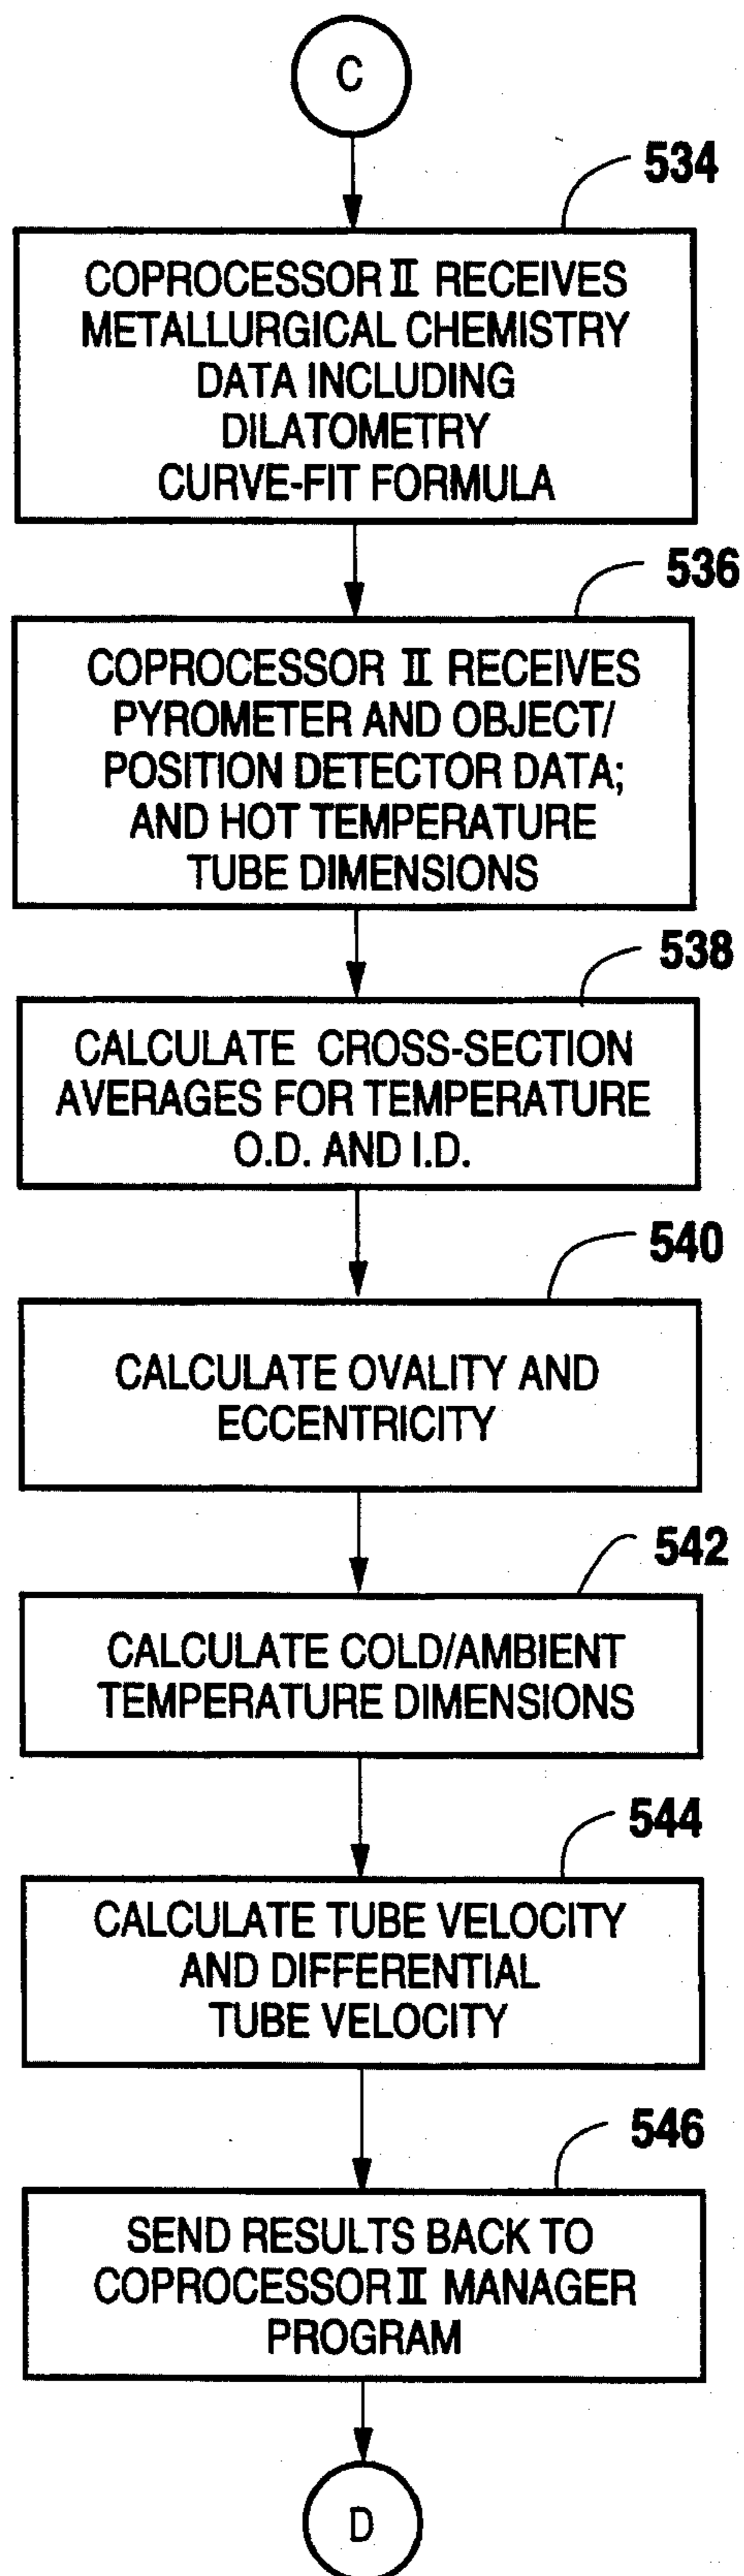 C
534
COPROCESSOR II RECEIVES
METALLURGICAL CHEMISTRY
DATA INCLUDING
DILATOMETRY
CURVE-FIT FORMULA
536
COPROCESSOR II RECEIVES
PYROMETER AND OBJECT/
POSITION DETECTOR DATA;
AND HOT TEMPERATURE
TUBE DIMENSIONS
538
CALCULATE CROSS-SECTION
AVERAGES FOR TEMPERATURE
O.D. AND I.D.
540
CALCULATE OVALITY AND
ECCENTRICITY
542
CALCULATE COLD/AMBIENT
TEMPERATURE DIMENSIONS
544
CALCULATE TUBE VELOCITY
AND DIFFERENTIAL
TUBE VELOCITY
546
SEND RESULTS BACK TO
COPROCESSOR II MANAGER
PROGRAM
D